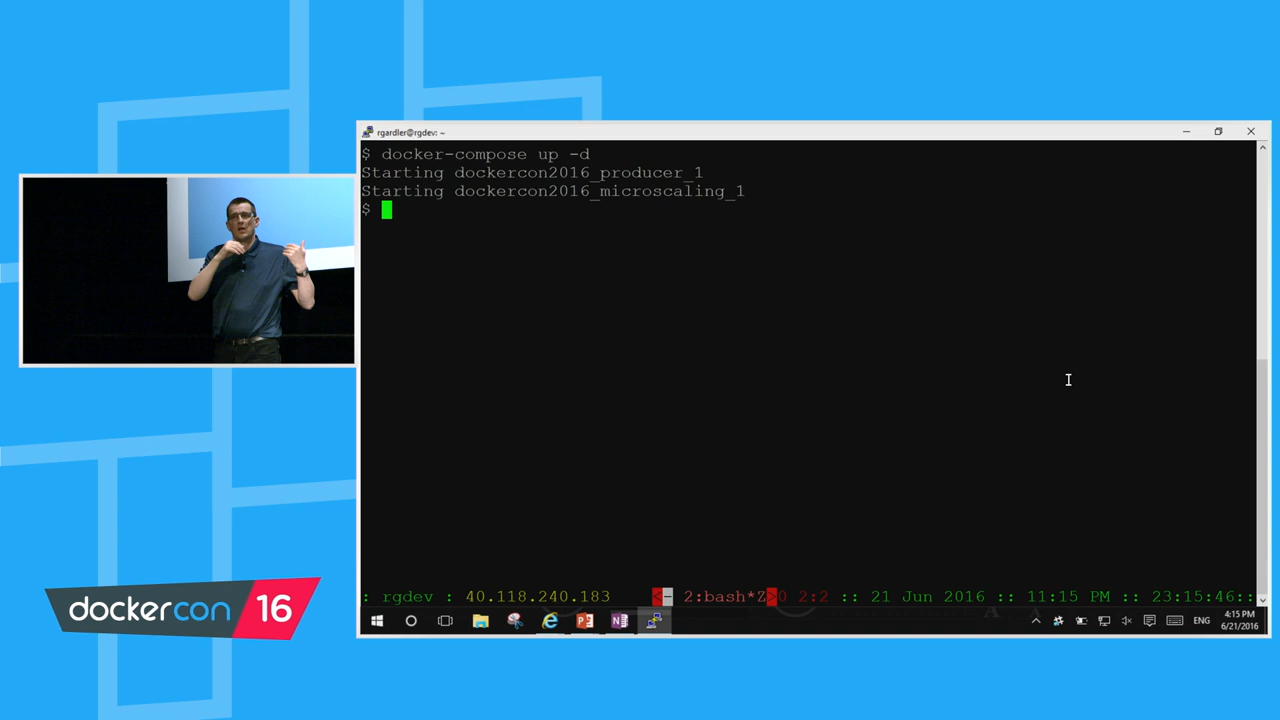 rgardler@rgdev: ~
$ docker-compose up -d
Starting dockercon2016_producer_1
Starting dockercon2016_microscaling_1
$
: rgdev : 40.118.240.183 <- 2:bash*Z>0 2:2 :: 21 Jun 2016 :: 11:15 PM :: 23:15:46::
ENG
4:15 PM
6/21/2016
dockercon 16